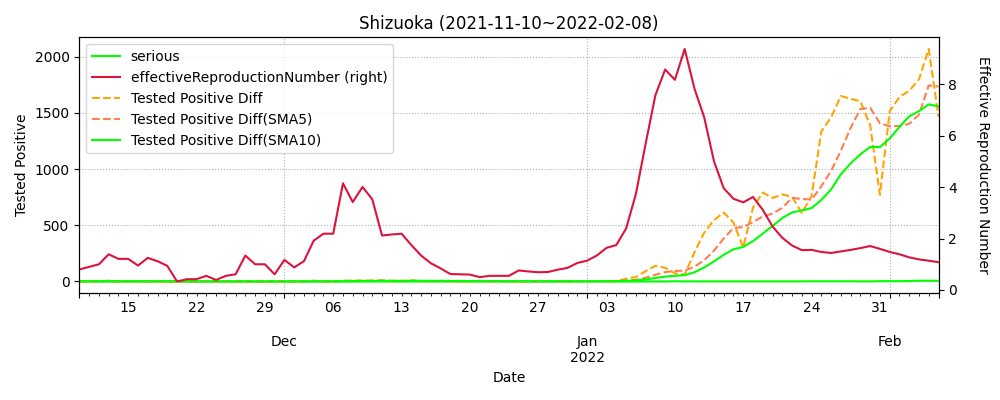 Shizuoka (2021-11-10~2022-02-08)
serious
effectiveReproductionNumber (right)
Tested Positive Diff
Tested Positive Diff(SMA5)
Tested Positive Diff(SMA10)
Tested Positive
2000
1500
1000
500
0
Effective Reproduction Number
8
6
4
2
0
15 22 29 06 13 20 27 03 10 17 24 31
Dec Jan Feb
2022
Date